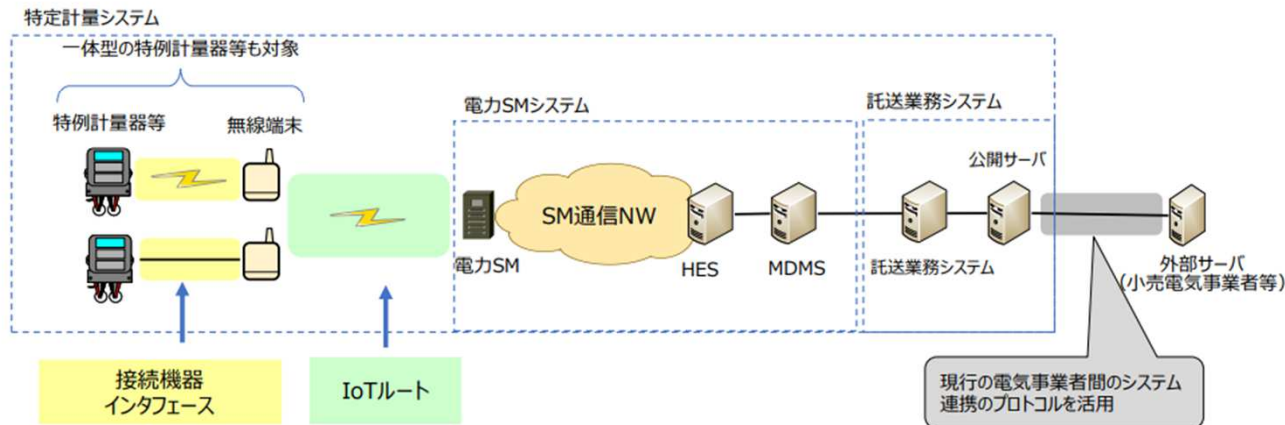 特定計量システム
一体型の特例計量器等も対象
特例計量器等
無線端末
電力SMシステム
託送業務システム
公開サーバ
SM通信NW
電力SM
HES
MDMS
託送業務システム
外部サーバ
(小売電気事業者等)
接続機器
インタフェース
IoTルート
現行の電気事業者間のシステム
連携のプロトコルを活用